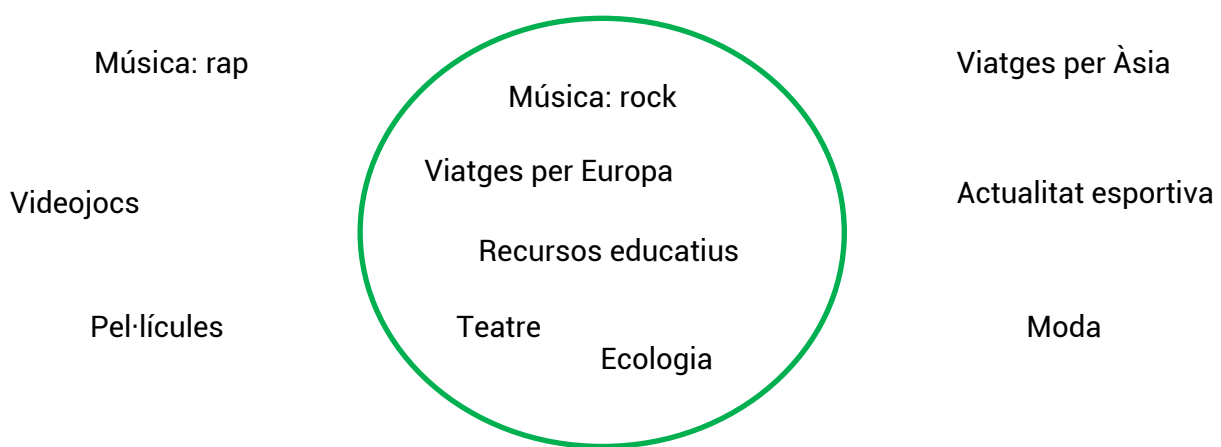 Música: rap
Viatges per Àsia
Música: rock
Viatges per Europa
Videojocs
Actualitat esportiva
Recursos educatius
Pel·lícules
Teatre
Moda
Ecologia